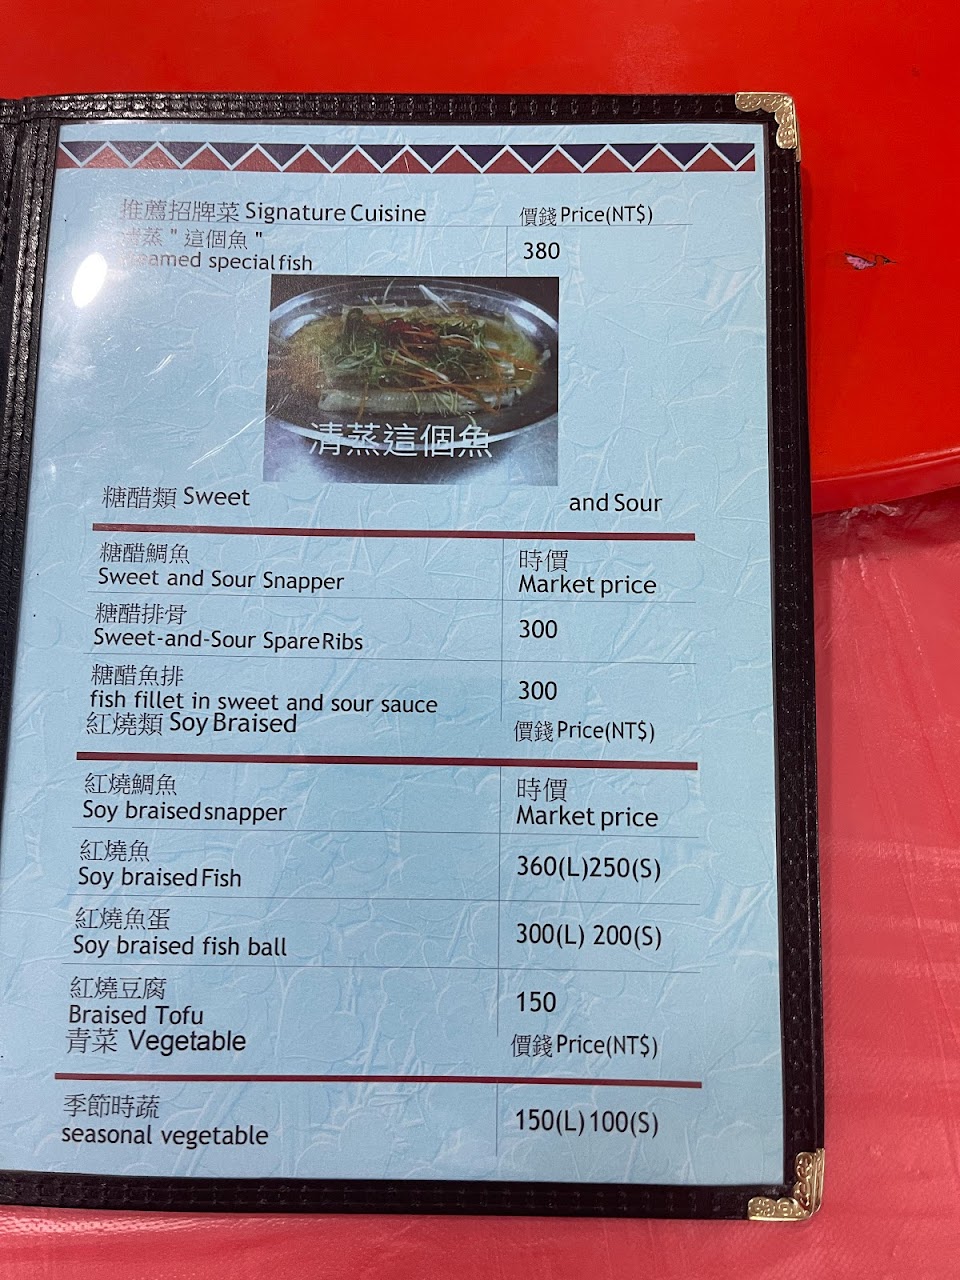 推薦招牌菜 Signature Cuisine 價錢 Price(NT$)
清蒸 " 這個魚 "
Steamed special fish 380
清蒸這個魚
糖醋類 Sweet and Sour
糖醋鯛魚
Sweet and Sour Snapper
時價
Market price
糖醋排骨
Sweet-and-Sour Spare Ribs
300
糖醋魚排
fish fillet in sweet and sour sauce
300
紅燒類 Soy Braised 價錢 Price(NT$)
紅燒鯛魚
Soy braised snapper
時價
Market price
紅燒魚
Soy braised Fish
360(L)250(S)
紅燒魚蛋
Soy braised fish ball
300(L) 200(S)
紅燒豆腐
Braised Tofu
150
青菜 Vegetable 價錢 Price(NT$)
季節時蔬
seasonal vegetable
150(L)100(S)